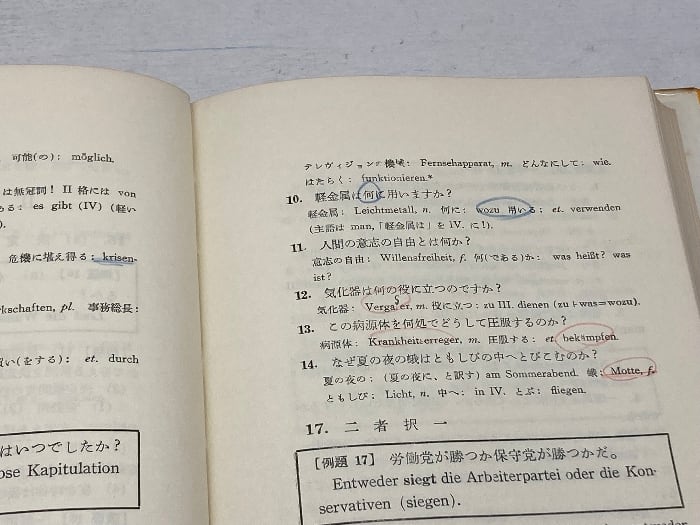 可能(の): möglich.
は無冠詞! II 格には von
ある: es gibt (IV) (軽い
危機に堪え得る: krisen-
kschaften, pl. 事務総長:
買い(をする): et. durch
はいつでしたか?
ose Kapitulation
テレヴィジョンの機械: Fernsehapparat, m. どんなにして: wie.
はたらく: funktionieren.*
10. 軽金属は何に用いますか?
軽金属: Leichtmetall, n. 何に: wozu 用いる: et. verwenden
(主語は man,「軽金属は」を IV. に!).
11. 人間の意志の自由とは何か?
意志の自由: Willensfreiheit, f. 何(である)か: was heißt? was
ist?
12. 気化器は何の役に立つのですか?
気化器: m. 役に立つ: zu III. dienen (zu+was=wozu).
13. この病源体を何処でどうして圧服するのか?
病源体: Krankheitserreger, m. 圧服する: et. bekämpfen.
14. なぜ夏の夜の蛾はともしびの中へとびこむのか?
夏の夜の: (夏の夜に、と訳す) am Sommerabend. 蛾: Motte, f.
ともしび: Licht, n. 中へ: in IV. とぶ: fliegen.
17. 二者択一
[例題 17] 労働党が勝つか保守党が勝つかだ。
Entweder siegt die Arbeiterpartei oder die Kon-
servativen (siegen).